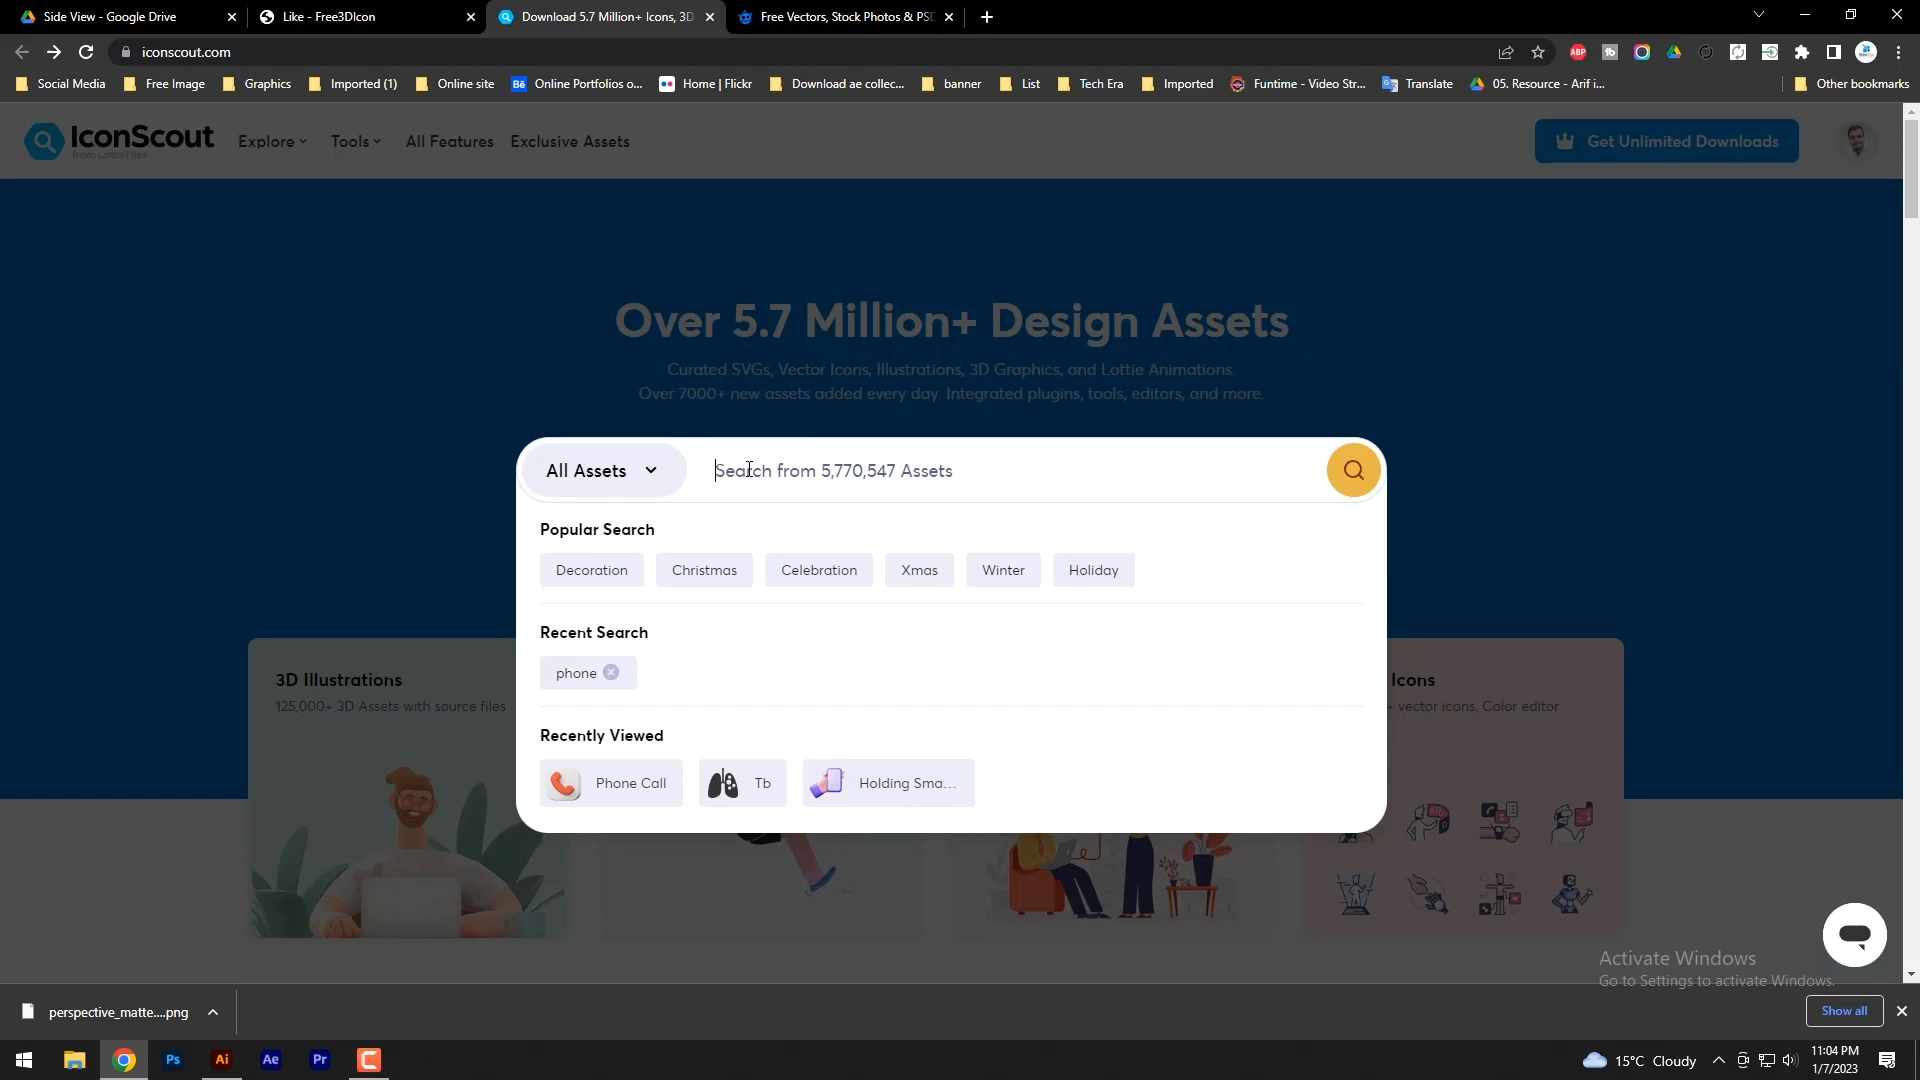 Side View - Google Drive
Like - Free3DIcon
Download 5.7 Million+ Icons, 3D
Free Vectors, Stock Photos & PSD
iconscout.com
ABP
Social Media
Free Image
Graphics
Imported (1)
Online site
Bē Online Portfolios o...
Home | Flickr
Download ae collec...
banner
List
Tech Era
Imported
Funtime - Video Str...
Translate
05. Resource - Arif i...
Other bookmarks
IconScout
from LottieFiles
Explore
Tools
All Features
Exclusive Assets
Get Unlimited Downloads
Over 5.7 Million+ Design Assets
Curated SVGs, Vector Icons, Illustrations, 3D Graphics, and Lottie Animations.
Over 7000+ new assets added every day. Integrated plugins, tools, editors, and more.
All Assets
Search from 5,770,547 Assets
Popular Search
Decoration
Christmas
Celebration
Xmas
Winter
Holiday
Recent Search
phone
Recently Viewed
Phone Call
Tb
Holding Sma...
3D Illustrations
125,000+ 3D Assets with source files
Icons
+ vector icons, Color editor
Activate Windows
Go to Settings to activate Windows.
perspective_matte....png
Show all
Ps
Ai
Ae
Pr
15°C Cloudy
11:04 PM
1/7/2023